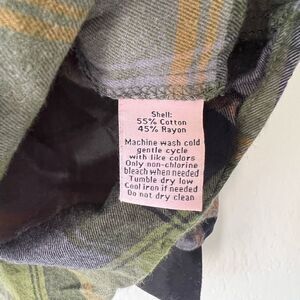 Shell:
55% Cotton
45% Rayon
Machine wash cold
gentle cycle
with like colors
Only non-chlorine
bleach when needed
Tumble dry low
Cool iron if needed
Do not dry clean